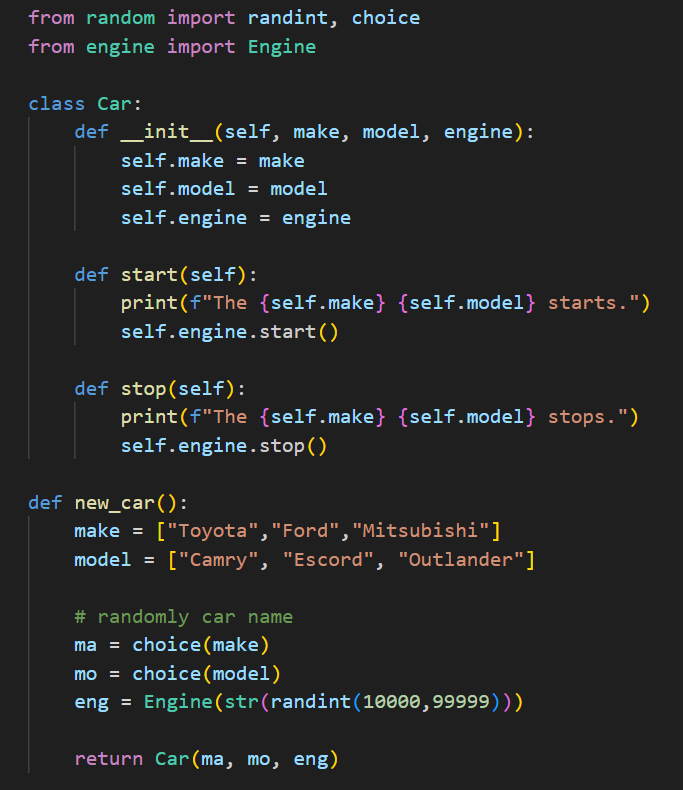 from random import randint, choice
from engine import Engine

class Car:
    def __init__(self, make, model, engine):
        self.make = make
        self.model = model
        self.engine = engine

    def start(self):
        print(f"The {self.make} {self.model} starts.")
        self.engine.start()

    def stop(self):
        print(f"The {self.make} {self.model} stops.")
        self.engine.stop()

def new_car():
    make = ["Toyota","Ford","Mitsubishi"]
    model = ["Camry", "Escord", "Outlander"]

    # randomly car name
    ma = choice(make)
    mo = choice(model)
    eng = Engine(str(randint(10000,99999)))

    return Car(ma, mo, eng)